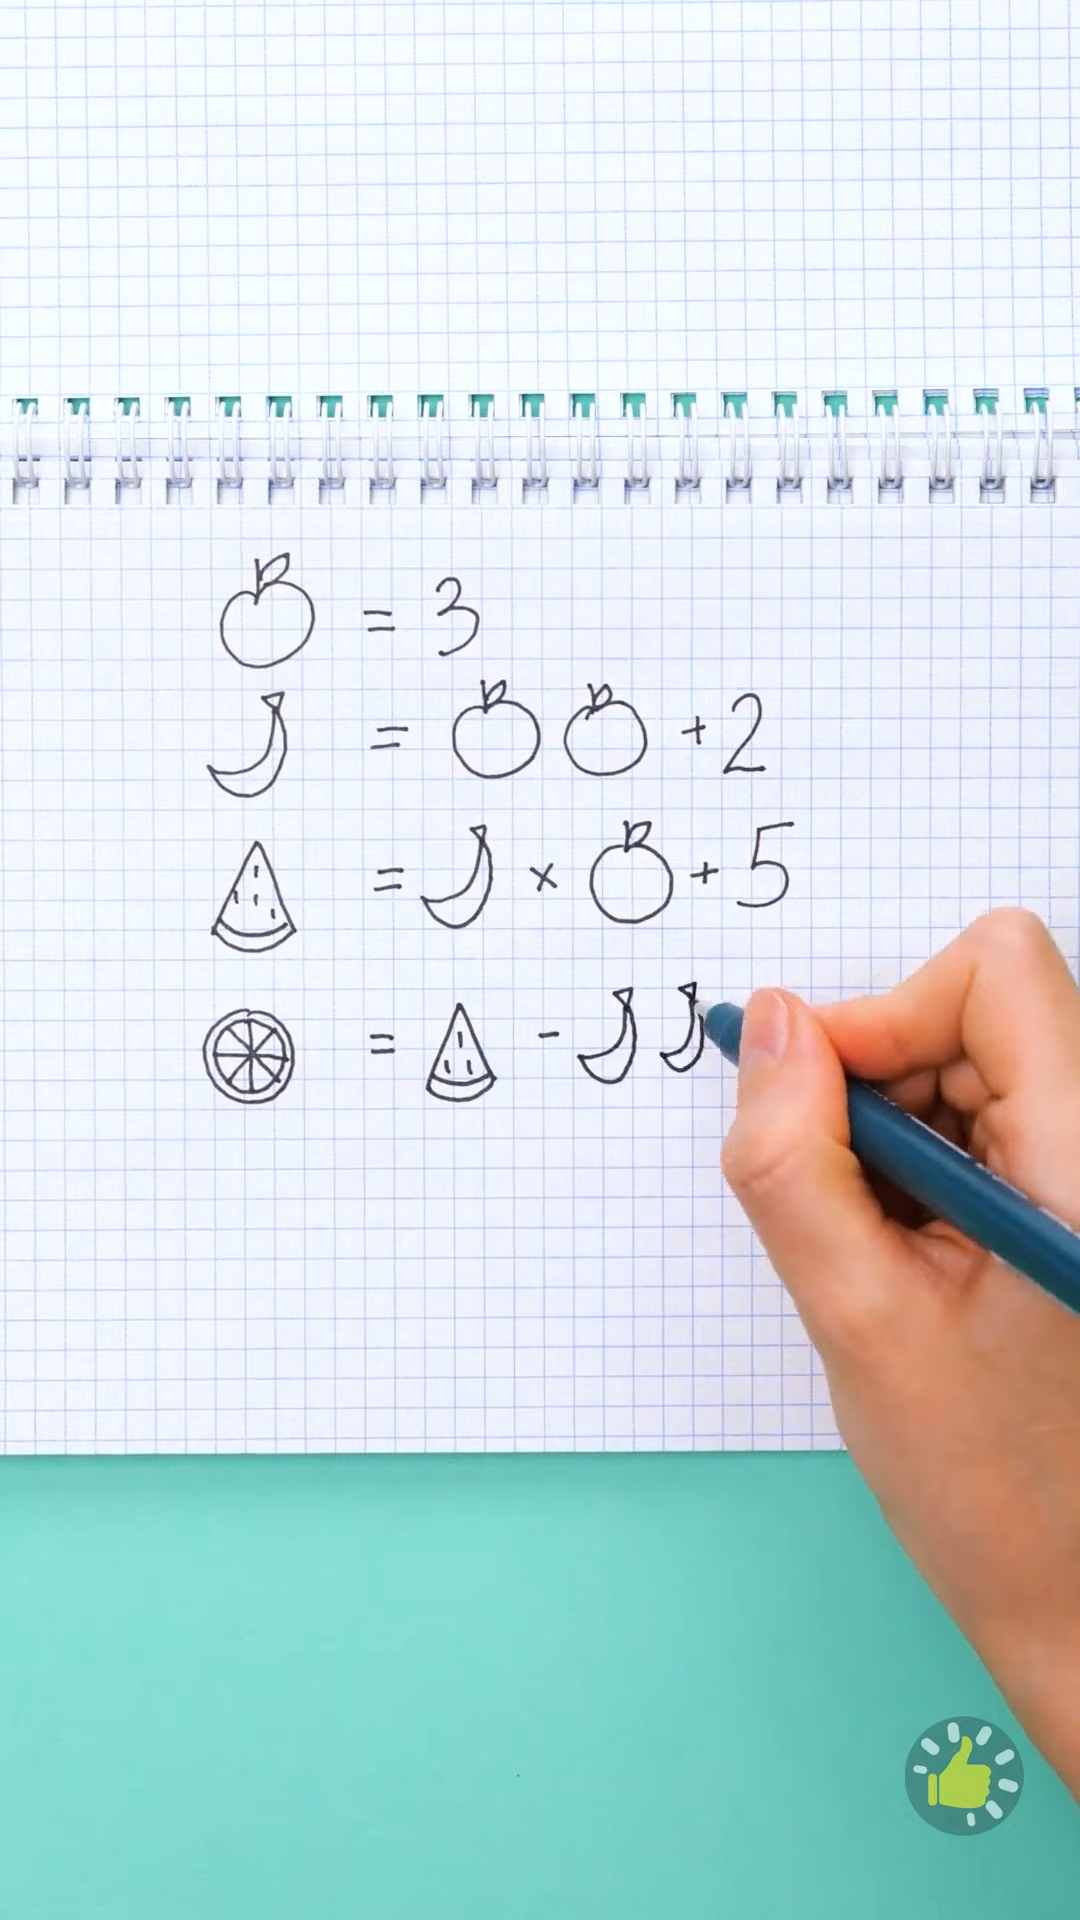 = 3
= + 2
= × + 5
= -